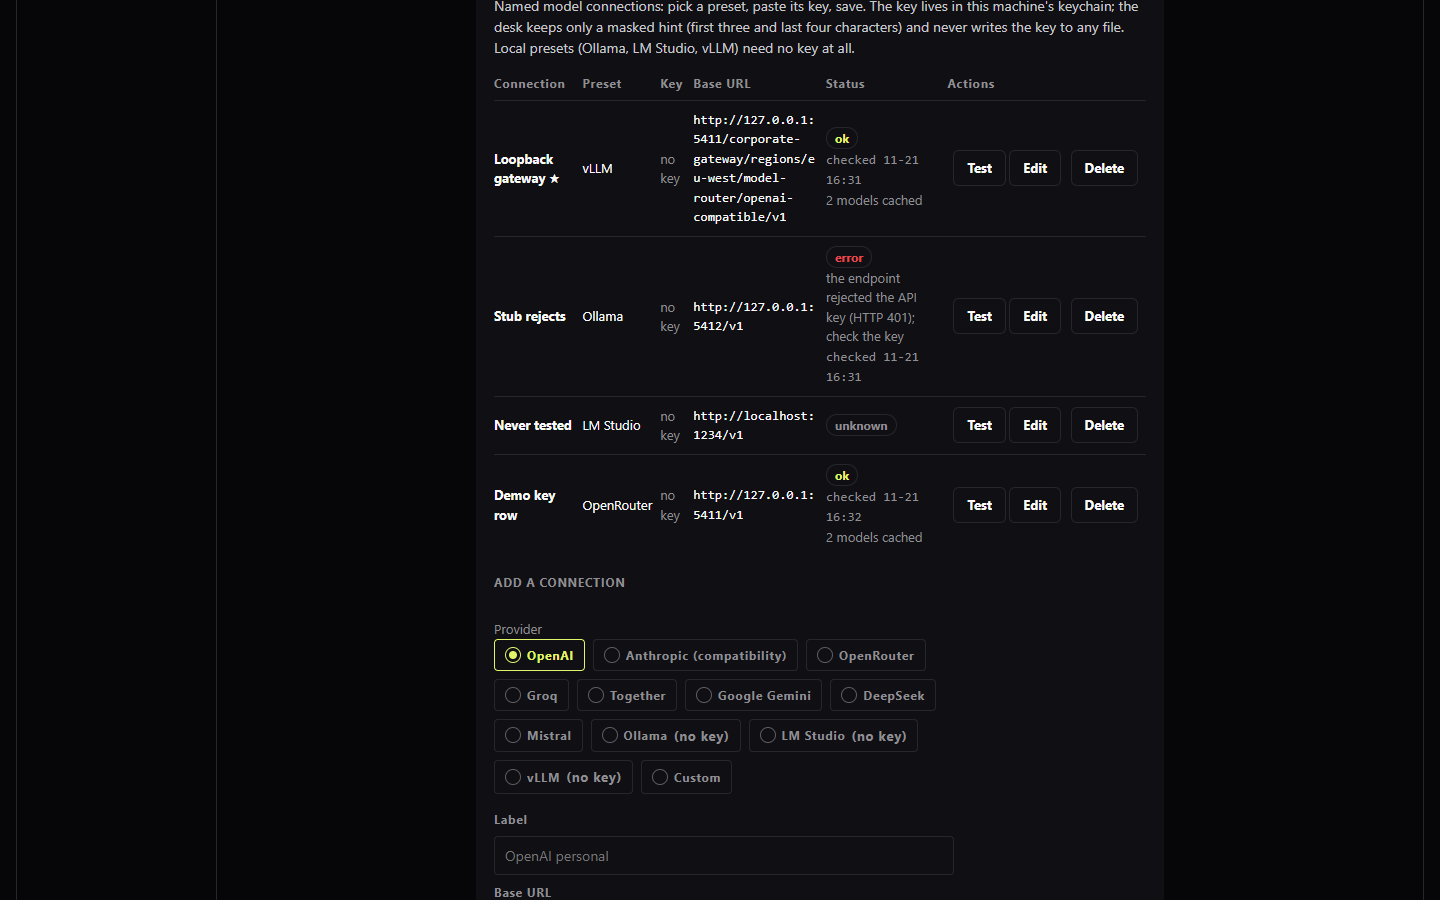 Named model connections: pick a preset, paste its key, save. The key lives in this machine's keychain; the
desk keeps only a masked hint (first three and last four characters) and never writes the key to any file.
Local presets (Ollama, LM Studio, vLLM) need no key at all.
Connection Preset Key Base URL Status Actions
Loopback
gateway ★
vLLM
no
key
http://127.0.0.1:
5411/corporate-
gateway/regions/e
u-west/model-
router/openai-
compatible/v1
ok
checked 11-21
16:31
2 models cached
Test Edit Delete
Stub rejects
Ollama
no
key
http://127.0.0.1:
5412/v1
error
the endpoint
rejected the API
key (HTTP 401);
check the key
checked 11-21
16:31
Test Edit Delete
Never tested
LM Studio
no
key
http://localhost:
1234/v1
unknown
Test Edit Delete
Demo key
row
OpenRouter
no
key
http://127.0.0.1:
5411/v1
ok
checked 11-21
16:32
2 models cached
Test Edit Delete
ADD A CONNECTION
Provider
OpenAI Anthropic (compatibility) OpenRouter
Groq Together Google Gemini DeepSeek
Mistral Ollama (no key) LM Studio (no key)
vLLM (no key) Custom
Label
OpenAI personal
Base URL